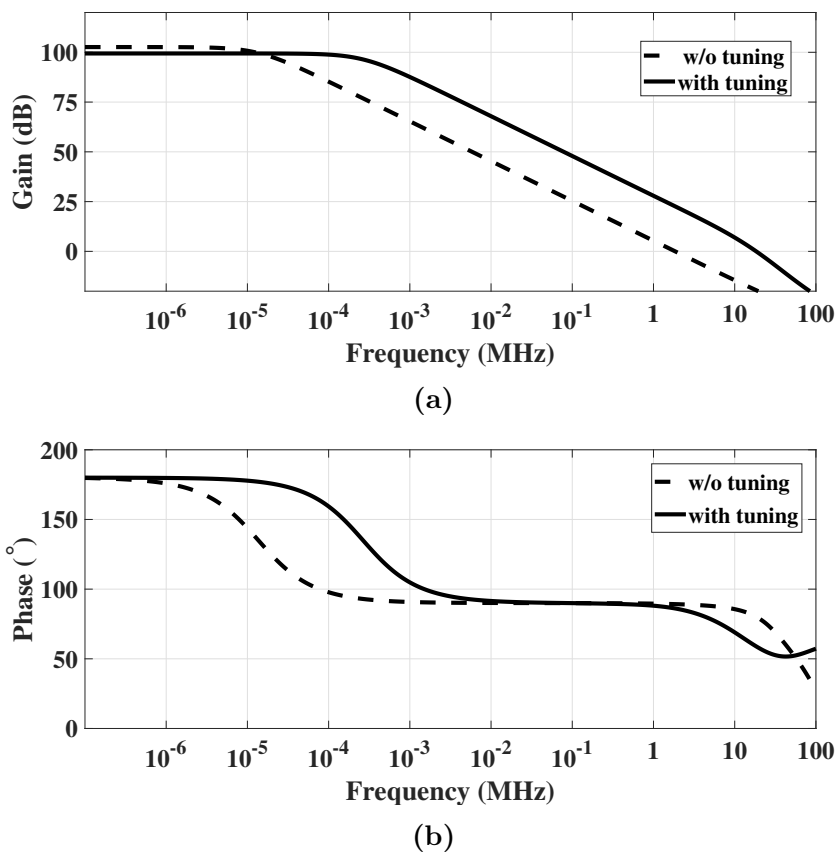 100
75
50
25
0
Gain (dB)
w/o tuning
with tuning
10⁻⁶ 10⁻⁵ 10⁻⁴ 10⁻³ 10⁻² 10⁻¹ 1 10 100
Frequency (MHz)
(a)
200
150
100
50
0
Phase (°)
w/o tuning
with tuning
10⁻⁶ 10⁻⁵ 10⁻⁴ 10⁻³ 10⁻² 10⁻¹ 1 10 100
Frequency (MHz)
(b)